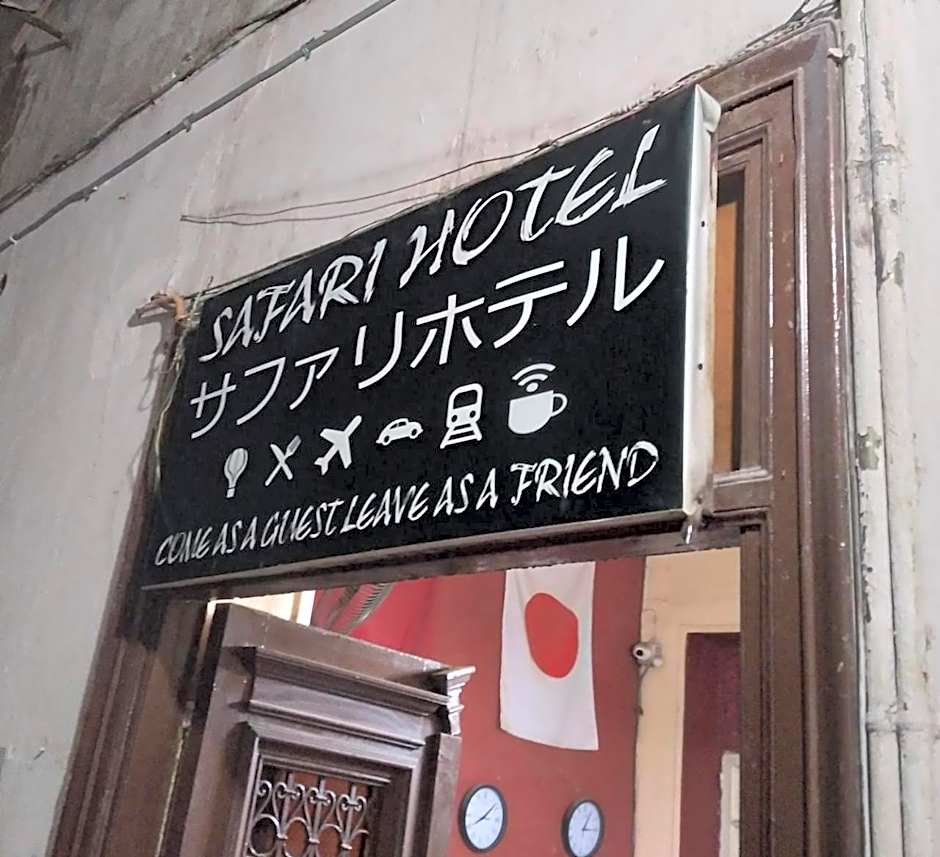 SAFARI HOTEL
サファリホテル
COME AS A GUEST LEAVE AS A FRIEND